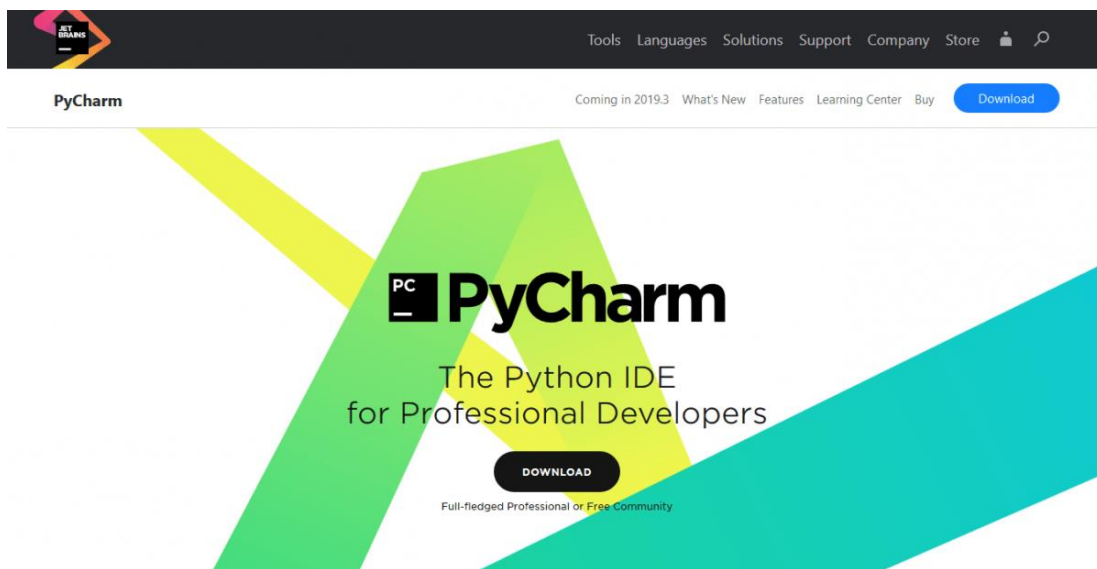 JET
BRAINS
Tools Languages Solutions Support Company Store
PyCharm
Coming in 2019.3 What's New Features Learning Center Buy Download
PC
PyCharm
The Python IDE
for Professional Developers
DOWNLOAD
Full-fledged Professional or Free Community